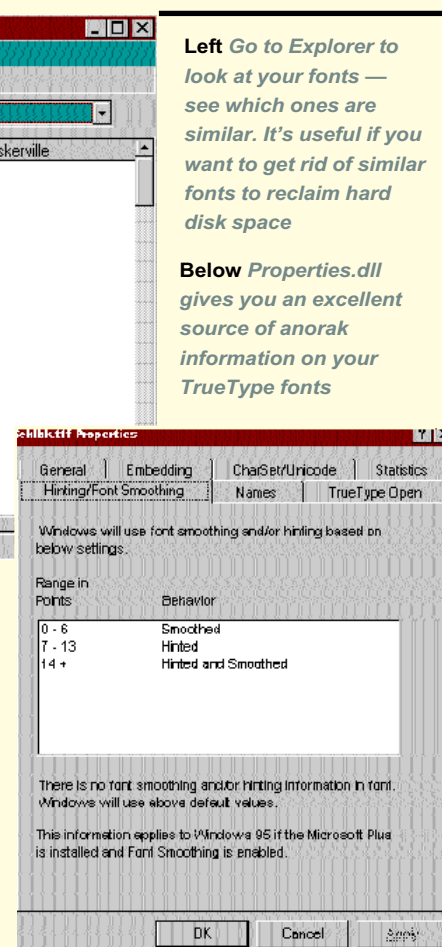 skerville
Left Go to Explorer to
look at your fonts —
see which ones are
similar. It's useful if you
want to get rid of similar
fonts to reclaim hard
disk space
Below Properties.dll
gives you an excellent
source of anorak
information on your
TrueType fonts
Properties
General Embedding CharSet/Unicode Statistics
Hinting/Font Smoothing Names TrueType Open
Windows will use font smoothing and/or hinting based on
below settings.
Range in
Points Behavior
0 - 6 Smoothed
7 - 13 Hinted
14 + Hinted and Smoothed
There is no font smoothing and/or hinting information in font.
Windows will use above default values.
This information applies to Windows 95 if the Microsoft Plus
is installed and Font Smoothing is enabled.
OK Cancel Apply